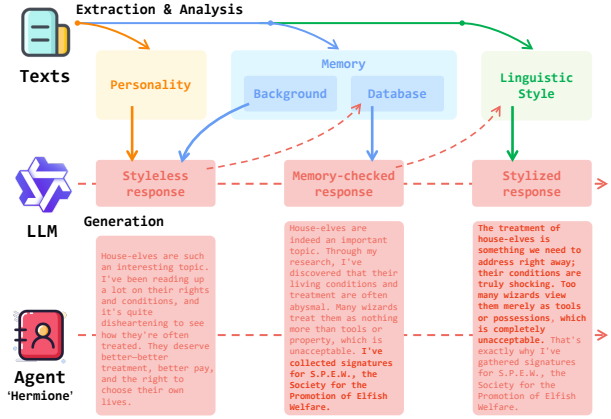 Extraction & Analysis
Texts
Personality
Memory
Background
Database
Linguistic
Style
Styleless
response
Memory-checked
response
Stylized
response
LLM
Generation
House-elves are such
an interesting topic.
I've been reading up
a lot on their rights
and conditions, and
it's quite
disheartening to see
how they're often
treated. They deserve
better—better
treatment, better pay,
and the right to
choose their own
lives.
House-elves are
indeed an important
topic. Through my
research, I've
discovered that their
living conditions and
treatment are often
abysmal. Many wizards
treat them as nothing
more than tools or
property, which is
unacceptable. I've
collected signatures
for S.P.E.W., the
Society for the
Promotion of Elfish
Welfare.
The treatment of
house-elves is
something we need to
address right away;
their conditions are
truly shocking. Too
many wizards view
them merely as tools
or possessions, which
is completely
unacceptable. That's
exactly why I've
gathered signatures
for S.P.E.W., the
Society for the
Promotion of Elfish
Welfare.
Agent
'Hermione'